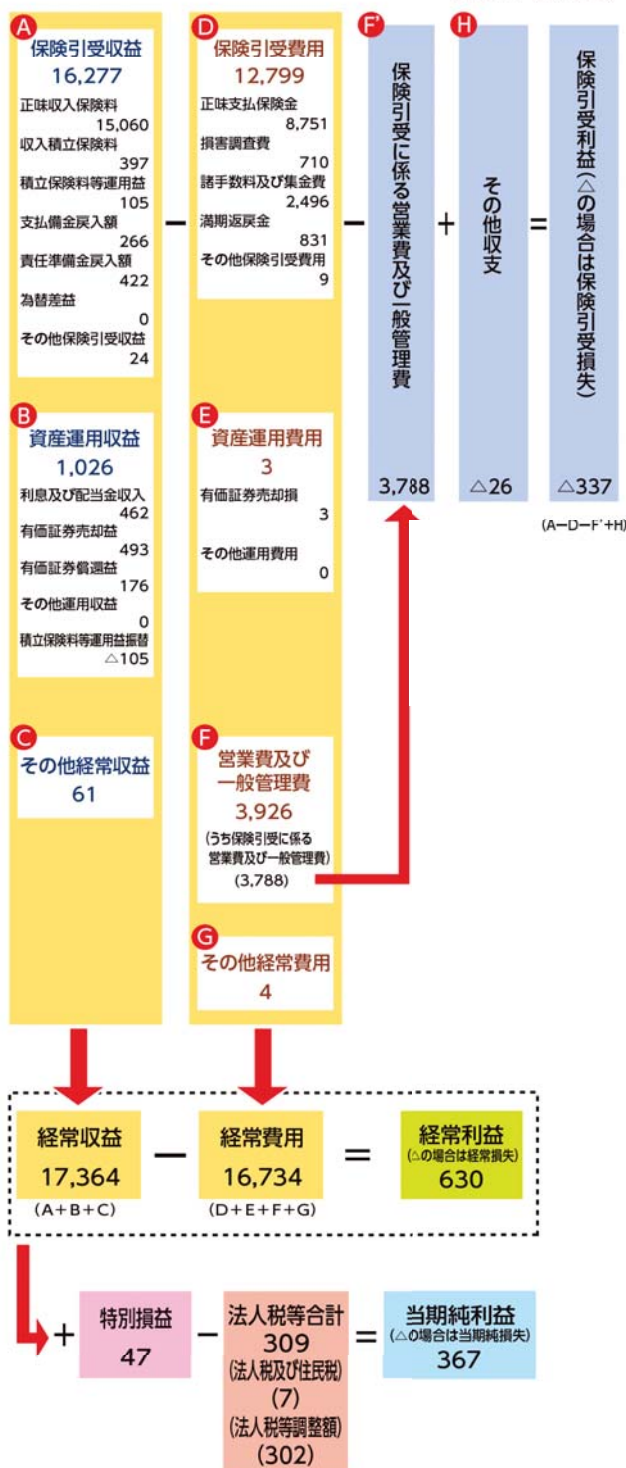 A
保険引受収益
16,277
正味収入保険料
15,060
収入積立保険料
397
積立保険料等運用益
105
支払備金戻入額
266
責任準備金戻入額
422
為替差益
0
その他保険引受収益
24
B
資産運用収益
1,026
利息及び配当金収入
462
有価証券売却益
493
有価証券償還益
176
その他運用収益
0
積立保険料等運用益振替
△105
C
その他経常収益
61
−
D
保険引受費用
12,799
正味支払保険金
8,751
損害調査費
710
諸手数料及び集金費
2,496
満期返戻金
831
その他保険引受費用
9
E
資産運用費用
3
有価証券売却損
3
その他運用費用
0
F
営業費及び
一般管理費
3,926
(うち保険引受に係る
営業費及び一般管理費)
(3,788)
G
その他経常費用
4
−
F'
保険引受に係る営業費及び一般管理費
3,788
+
H
その他収支
△26
=
保険引受利益(△の場合は保険引受損失)
△337
(A−D−F'+H)
経常収益
17,364
(A+B+C)
−
経常費用
16,734
(D+E+F+G)
=
経常利益
(△の場合は経常損失)
630
+
特別損益
47
−
法人税等合計
309
(法人税及び住民税)
(7)
(法人税等調整額)
(302)
=
当期純利益
(△の場合は当期純損失)
367